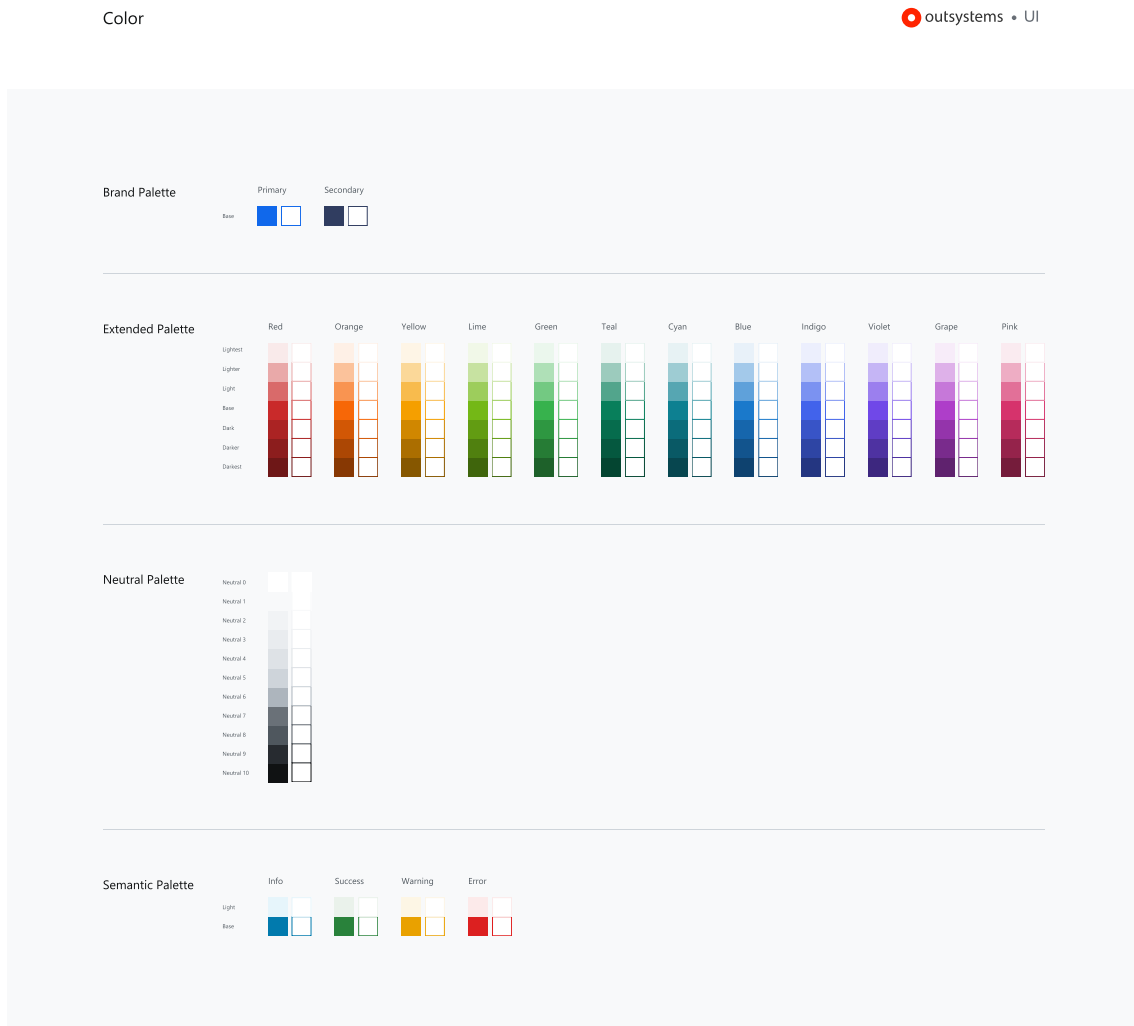 Color
outsystems • UI
Brand Palette
Primary Secondary
Base
Extended Palette
Red Orange Yellow Lime Green Teal Cyan Blue Indigo Violet Grape Pink
Lightest
Lighter
Light
Base
Dark
Darker
Darkest
Neutral Palette
Neutral 0
Neutral 1
Neutral 2
Neutral 3
Neutral 4
Neutral 5
Neutral 6
Neutral 7
Neutral 8
Neutral 9
Neutral 10
Semantic Palette
Info Success Warning Error
Light
Base